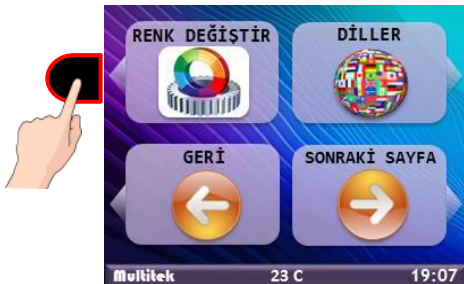 RENK DEĞİŞTİR
DİLLER
GERİ
SONRAKİ SAYFA
Multitek 23 C 19:07